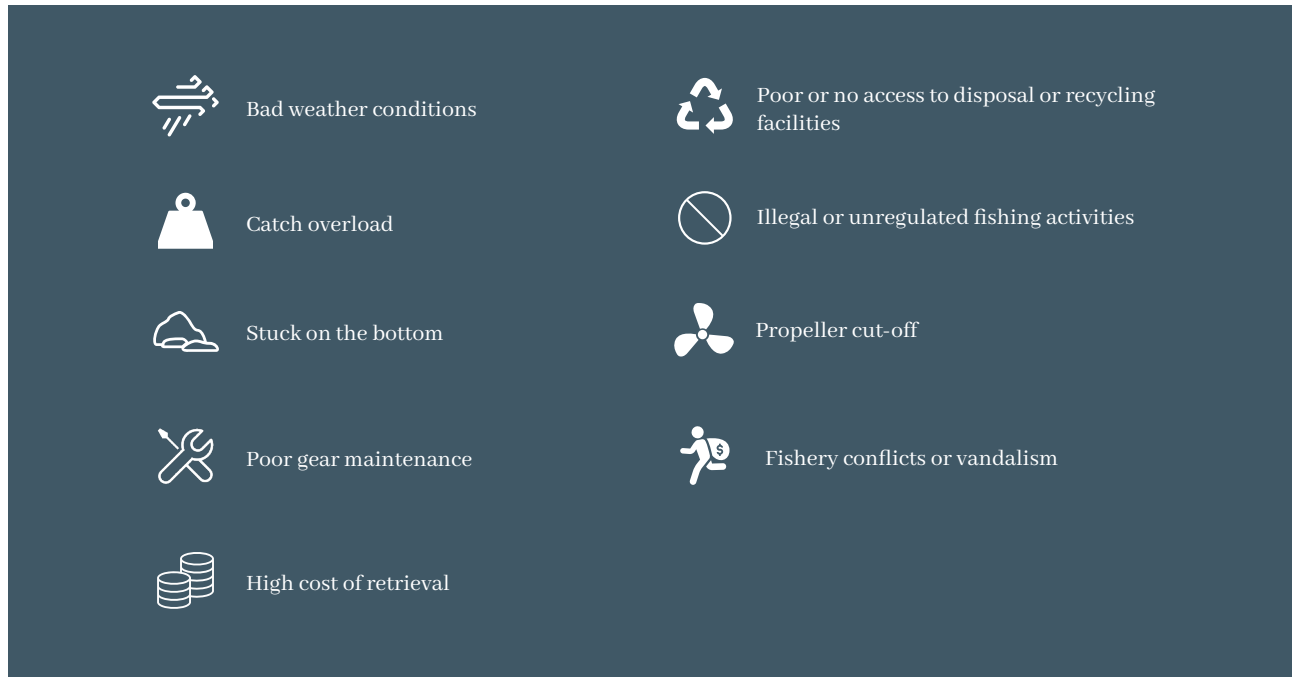 Bad weather conditions
Catch overload
Stuck on the bottom
Poor gear maintenance
High cost of retrieval
Poor or no access to disposal or recycling
facilities
Illegal or unregulated fishing activities
Propeller cut-off
$
Fishery conflicts or vandalism